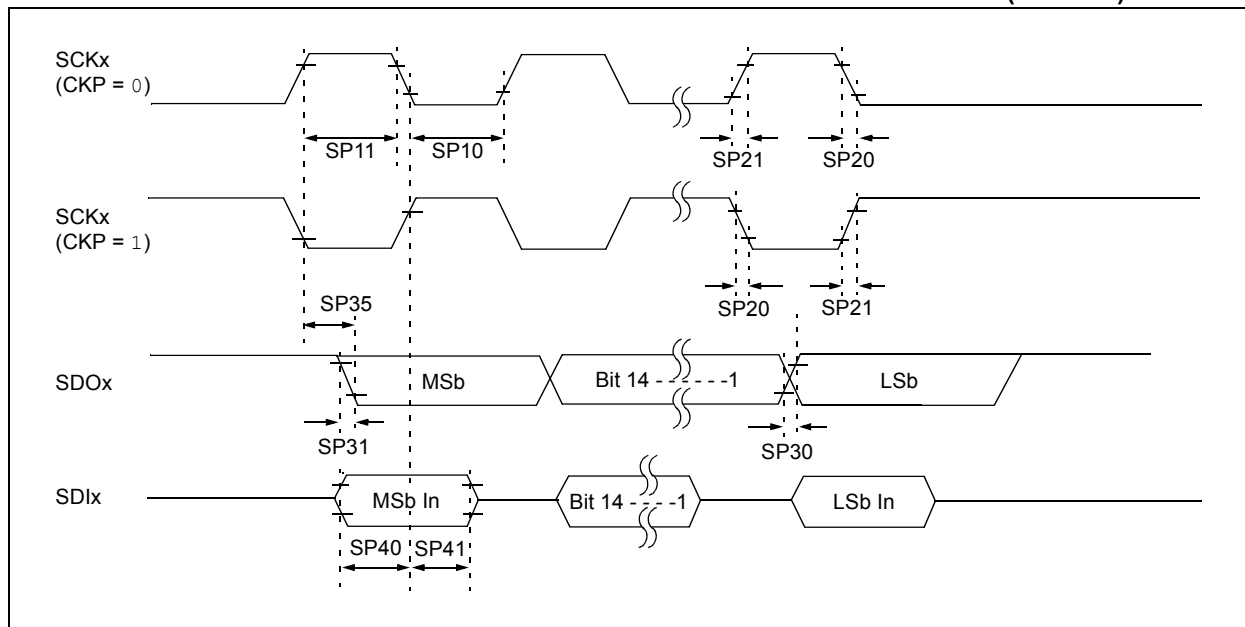 SCKx
(CKP = 0)
SP11
SP10
SP21
SP20
SCKx
(CKP = 1)
SP35
SP20
SP21
SDOx
MSb
Bit 14 - - - - - -1
LSb
SP31
SP30
SDIx
MSb In
Bit 14 - - - -1
LSb In
SP40
SP41